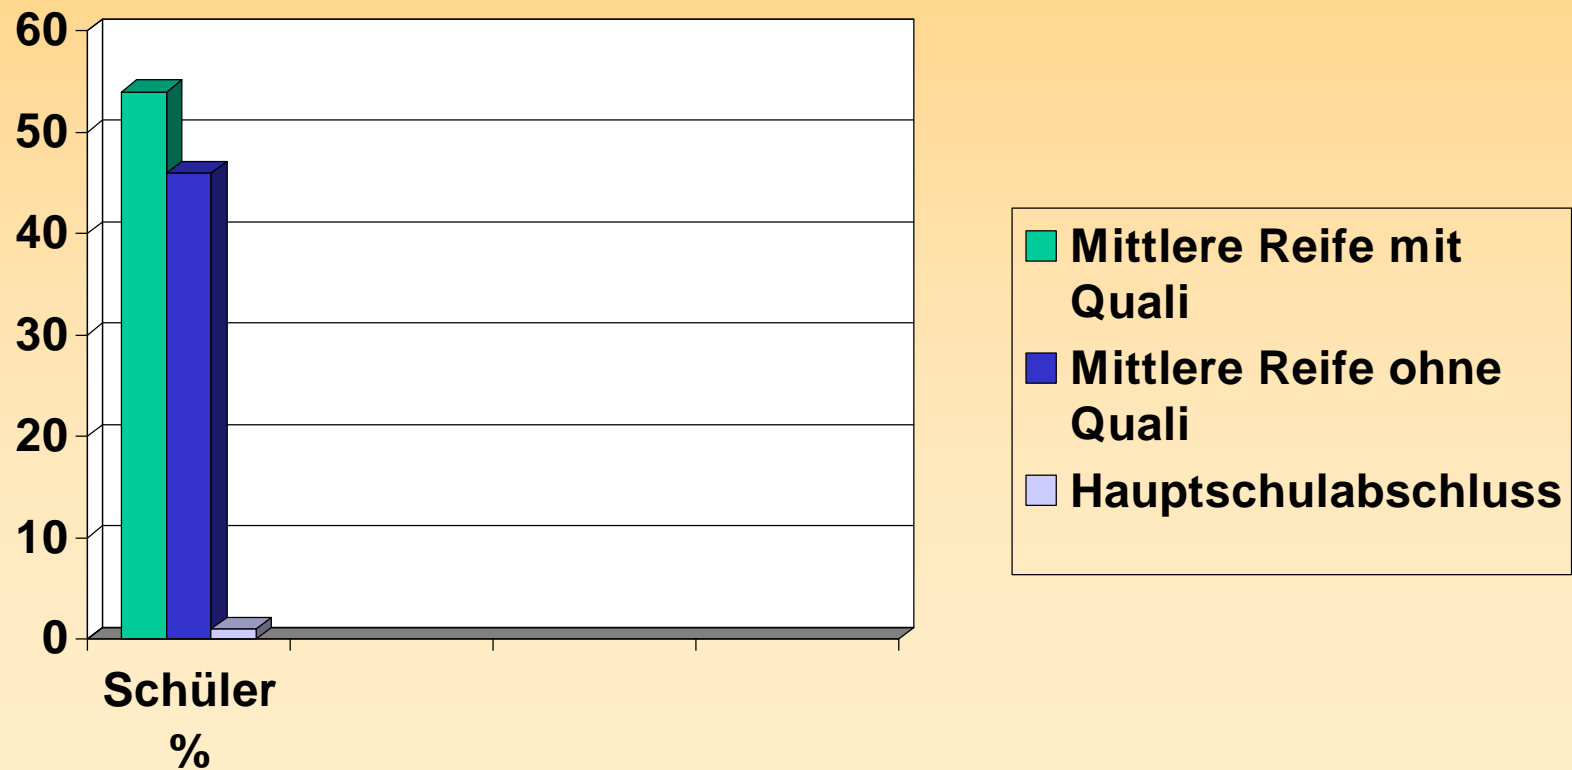 60
50
40
30
20
10
0
Schüler
%
Mittlere Reife mit
Quali
Mittlere Reife ohne
Quali
Hauptschulabschluss